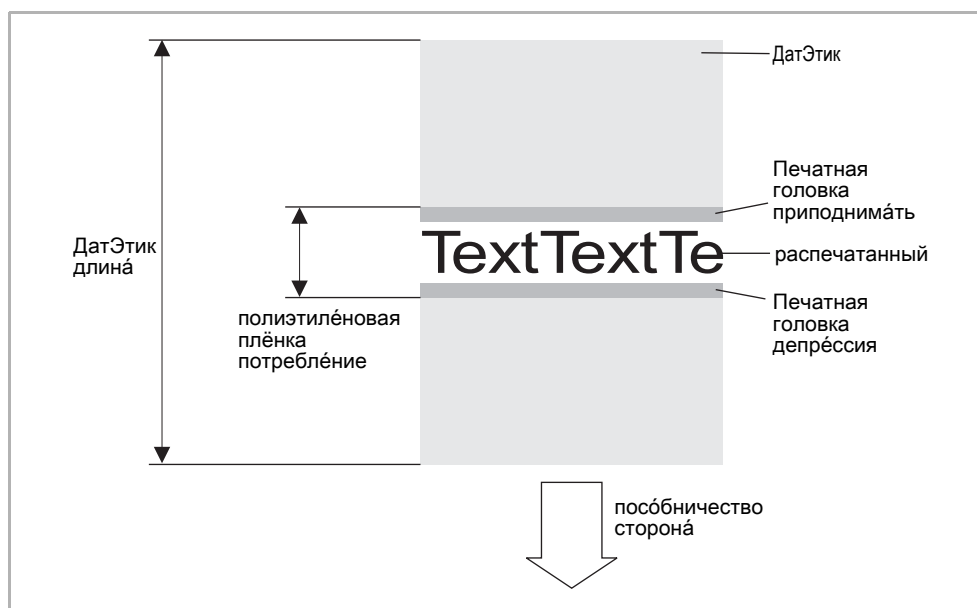 ДатЭтик
Печатная
головка
приподнима́ть
ДатЭтик
длина́
TextTextTe
распечатанный
полиэтиле́новая
плёнка
потребле́ние
Печатная
головка
депре́ссия
посо́бничество
сторона́